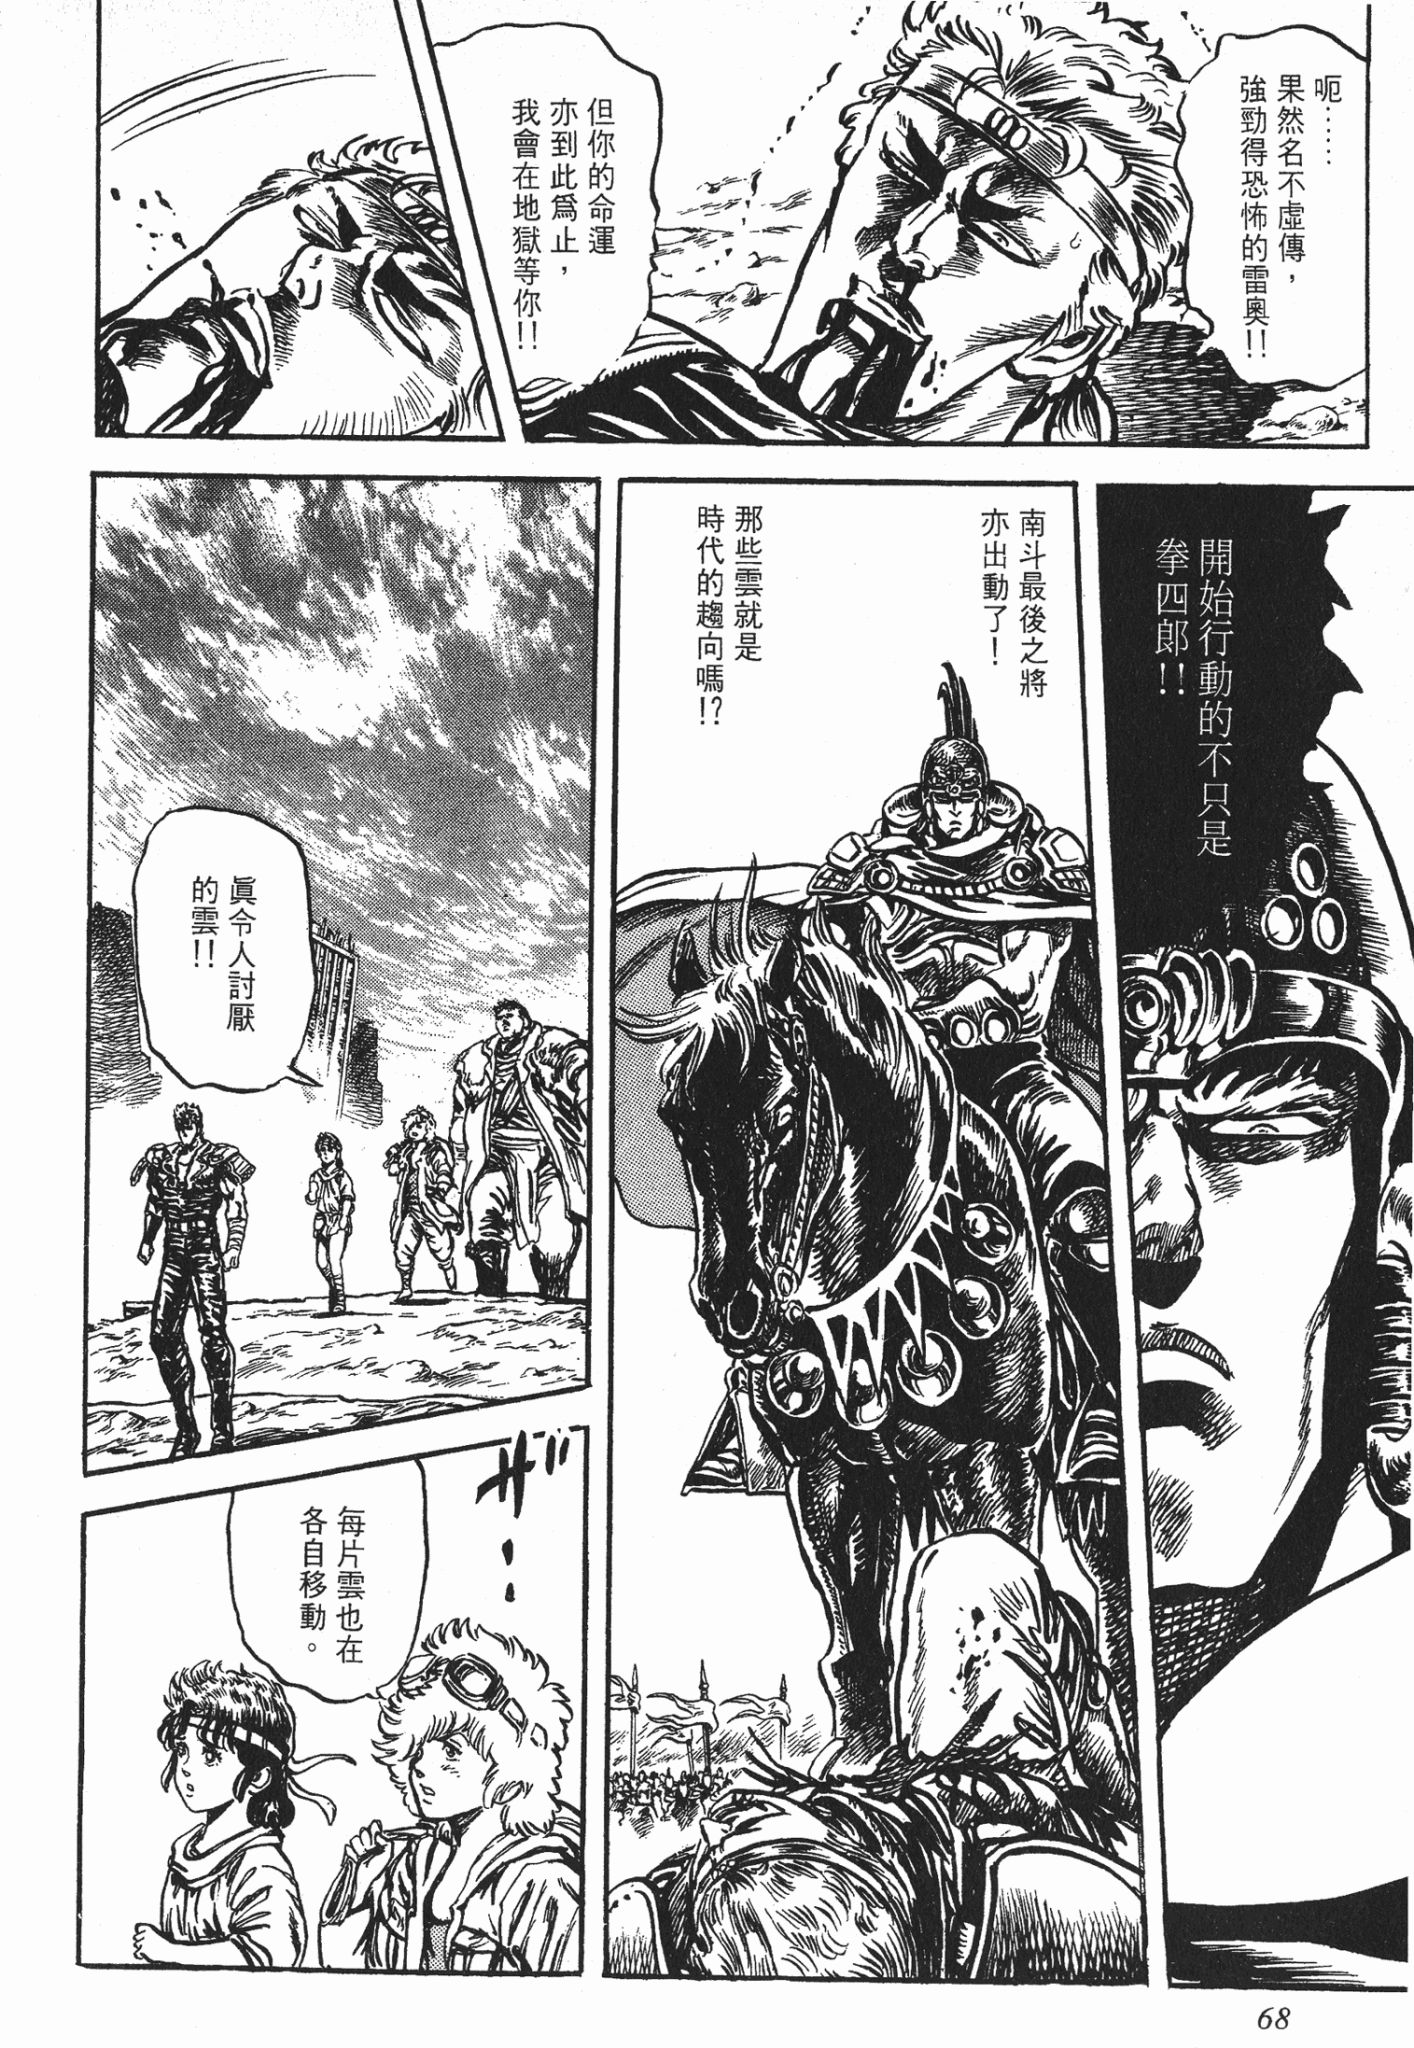 呃……
果然名不虛傳，
強勁得恐怖的雷奧!!
但你的命運
亦到此為止，
我會在地獄等你!!
開始行動的不只是
拳四郎!!
南斗最後之將
亦出動了！
那些雲就是
時代的趨向嗎!?
眞令人討厭
的雲!!
ザ…
每片雲也在
各自移動。
68